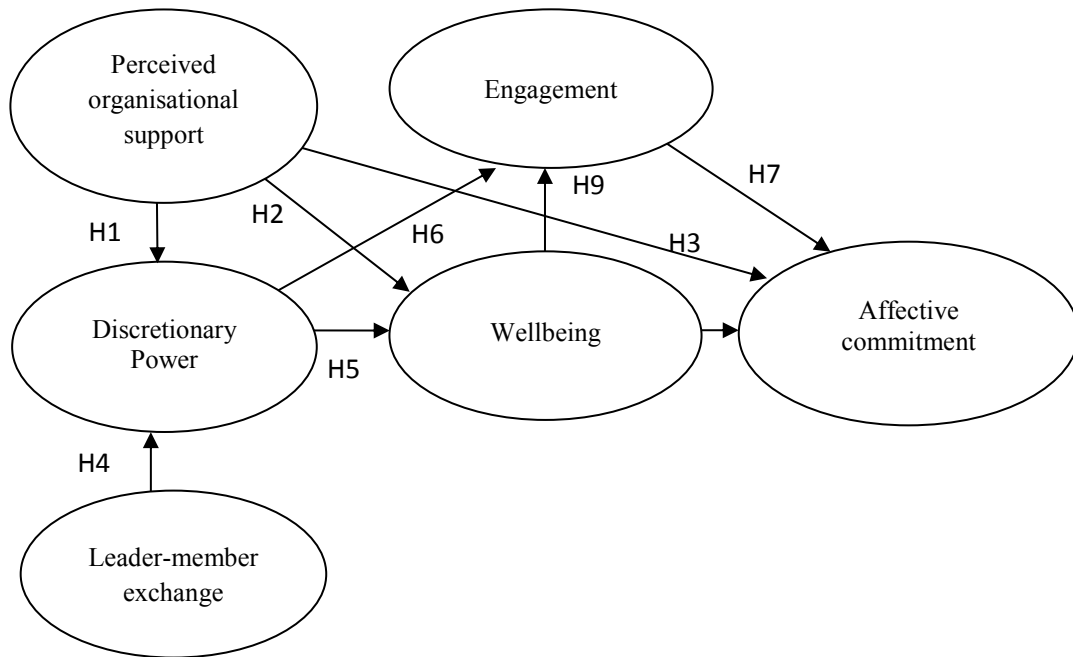 Perceived
organisational
support
Engagement
H1
H2
H6
H9
H7
H3
Discretionary
Power
H5
Wellbeing
Affective
commitment
H4
Leader-member
exchange